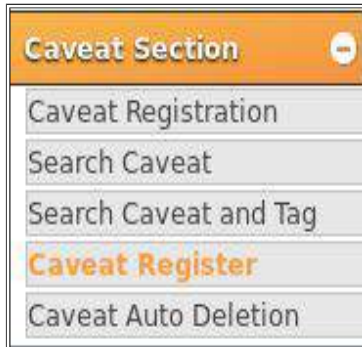 Caveat Section
Caveat Registration
Search Caveat
Search Caveat and Tag
Caveat Register
Caveat Auto Deletion